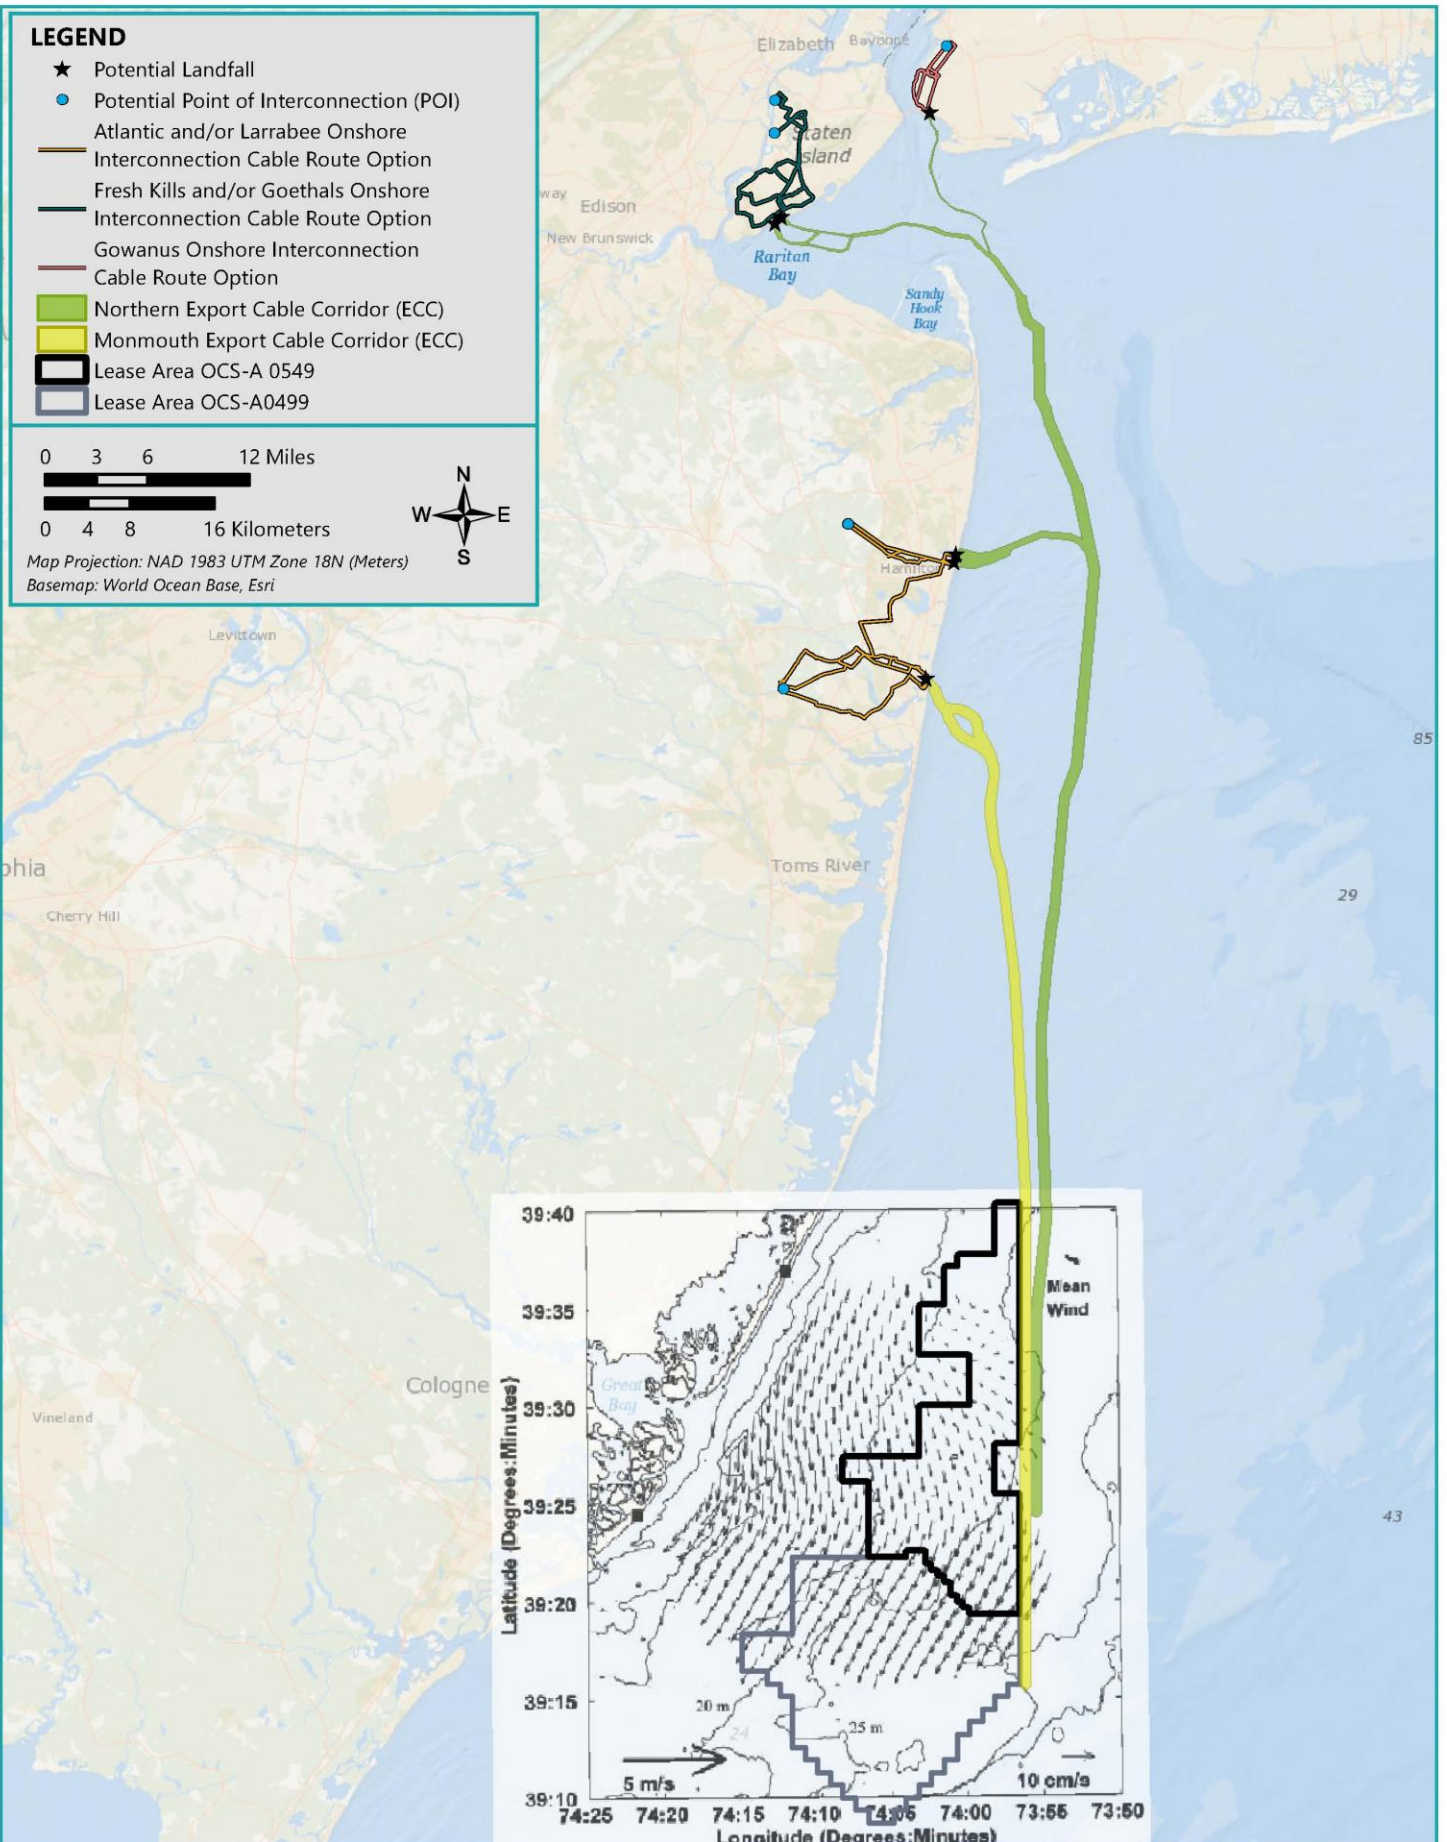 LEGEND
Potential Landfall
Potential Point of Interconnection (POI)
Atlantic and/or Larrabee Onshore
Interconnection Cable Route Option
Fresh Kills and/or Goethals Onshore
Interconnection Cable Route Option
Gowanus Onshore Interconnection
Cable Route Option
Northern Export Cable Corridor (ECC)
Monmouth Export Cable Corridor (ECC)
Lease Area OCS-A 0549
Lease Area OCS-A0499
0 3 6 12 Miles
0 4 8 16 Kilometers
N
W E
S
Map Projection: NAD 1983 UTM Zone 18N (Meters)
Basemap: World Ocean Base, Esri
Elizabeth
Bayonne
Staten
Island
way
Edison
New Brunswick
Raritan
Bay
Sandy
Hook
Bay
Hamilton
Levittown
85
phia
Toms River
29
Cherry Hill
39:40
Mean
Wind
39:35
Cologne
Great
Bay
39:30
Vineland
39:25
43
39:20
39:15
20 m
24
25 m
5 m/s
10 cm/s
39:10
74:25 74:20 74:15 74:10 74:05 74:00 73:55 73:50
Latitude (Degrees:Minutes)
Longitude (Degrees:Minutes)